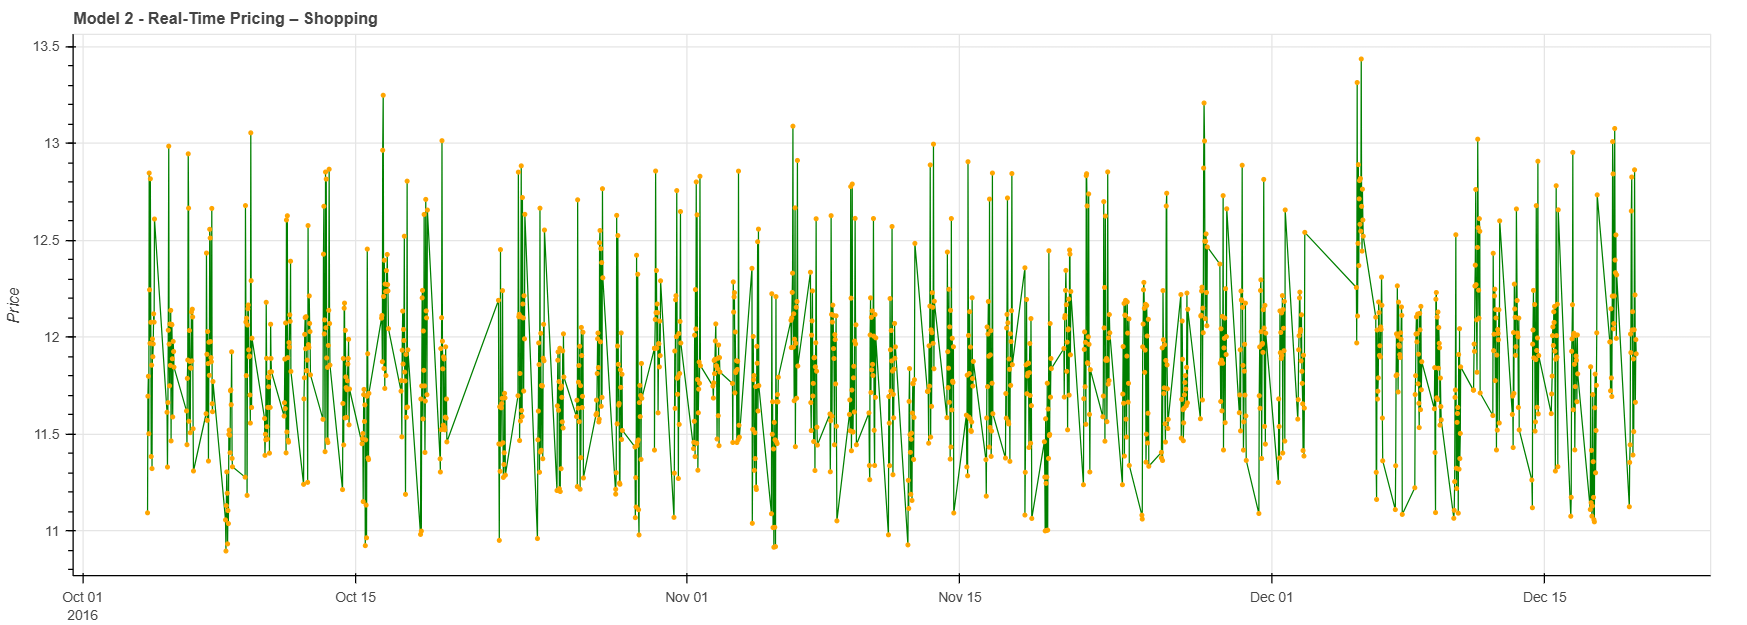 Model 2 - Real-Time Pricing – Shopping
13.5
13
12.5
12
11.5
11
Price
Oct 01
Oct 15
Nov 01
Nov 15
Dec 01
Dec 15
2016